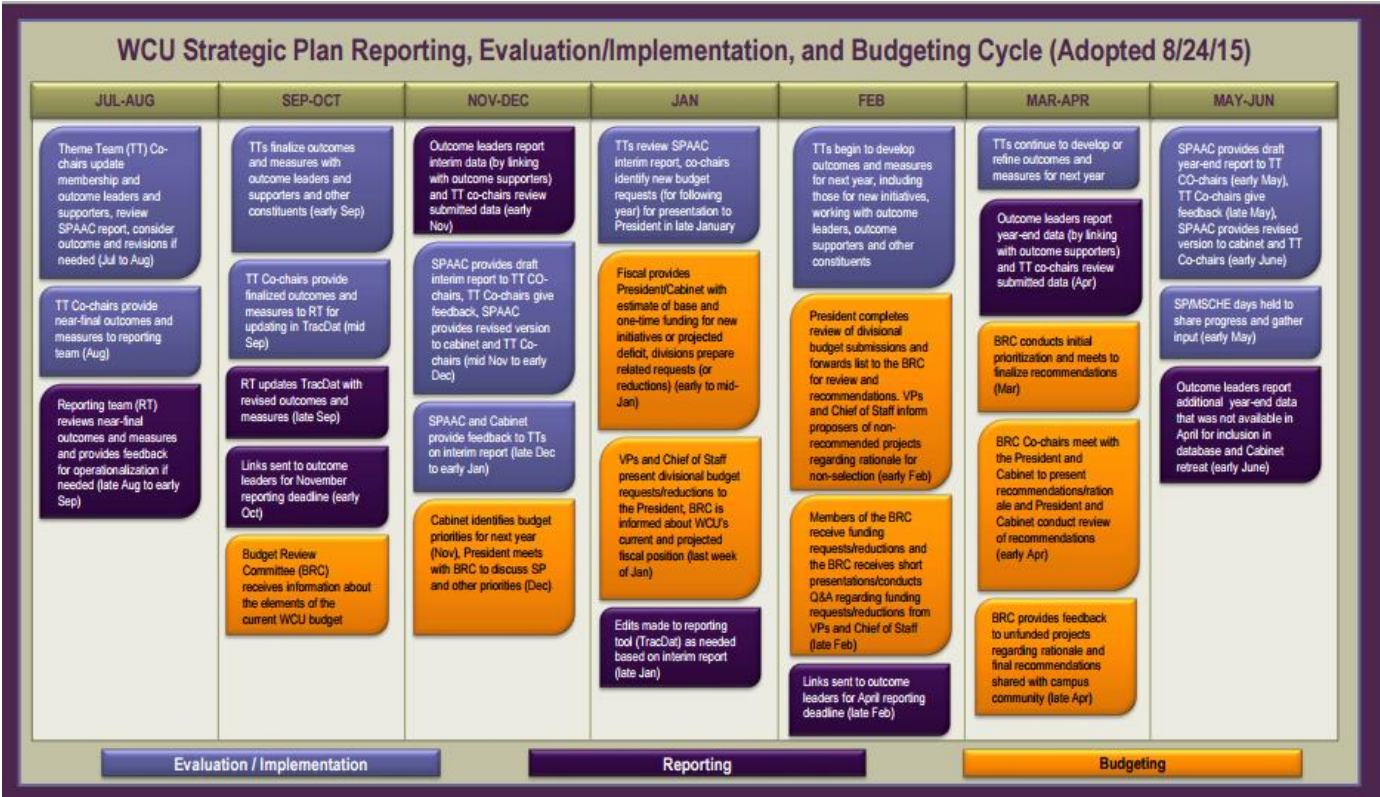 WCU Strategic Plan Reporting, Evaluation/Implementation, and Budgeting Cycle (Adopted 8/24/15)
JUL-AUG
Theme Team (TT) Co-
chairs update
membership and
outcome leaders and
supporters, review
SPAAC report, consider
outcome and revisions if
needed (Jul to Aug)
TT Co-chairs provide
near-final outcomes and
measures to reporting
team (Aug)
Reporting team (RT)
reviews near-final
outcomes and measures
and provides feedback
for operationalization if
needed (late Aug to early
Sep)
SEP-OCT
TTs finalize outcomes
and measures with
outcome leaders and
supporters and other
constituents (early Sep)
TT Co-chairs provide
finalized outcomes and
measures to RT for
updating in TracDat (mid
Sep)
RT updates TracDat with
revised outcomes and
measures (late Sep)
Links sent to outcome
leaders for November
reporting deadline (early
Oct)
Budget Review
Committee (BRC)
receives information about
the elements of the
current WCU budget
NOV-DEC
Outcome leaders report
interim data (by linking
with outcome supporters)
and TT co-chairs review
submitted data (early
Nov)
SPAAC provides draft
interim report to TT CO-
chairs, TT Co-chairs give
feedback, SPAAC
provides revised version
to cabinet and TT Co-
chairs (mid Nov to early
Dec)
SPAAC and Cabinet
provide feedback to TTs
on interim report (late Dec
to early Jan)
Cabinet identifies budget
priorities for next year
(Nov), President meets
with BRC to discuss SP
and other priorities (Dec)
JAN
TTs review SPAAC
interim report, co-chairs
identify new budget
requests (for following
year) for presentation to
President in late January
Fiscal provides
President/Cabinet with
estimate of base and
one-time funding for new
initiatives or projected
deficit, divisions prepare
related requests (or
reductions) (early to mid-
Jan)
VPs and Chief of Staff
present divisional budget
requests/reductions to
the President, BRC is
informed about WCU's
current and projected
fiscal position (last week
of Jan)
Edits made to reporting
tool (TracDat) as needed
based on interim report
(late Jan)
FEB
TTs begin to develop
outcomes and measures
for next year, including
those for new initiatives,
working with outcome
leaders, outcome
supporters and other
constituents
President completes
review of divisional
budget submissions and
forwards list to the BRC
for review and
recommendations. VPs
and Chief of Staff inform
proposers of non-
recommended projects
regarding rationale for
non-selection (early Feb)
Members of the BRC
receive funding
requests/reductions and
the BRC receives short
presentations/conducts
Q&A regarding funding
requests/reductions from
VPs and Chief of Staff
(late Feb)
Links sent to outcome
leaders for April reporting
deadline (late Feb)
MAR-APR
TTs continue to develop or
refine outcomes and
measures for next year
Outcome leaders report
year-end data (by linking
with outcome supporters)
and TT co-chairs review
submitted data (Apr)
BRC conducts initial
prioritization and meets to
finalize recommendations
(Mar)
BRC Co-chairs meet with
the President and
Cabinet to present
recommendations/ration
ale and President and
Cabinet conduct review
of recommendations
(early Apr)
BRC provides feedback
to unfunded projects
regarding rationale and
final recommendations
shared with campus
community (late Apr)
MAY-JUN
SPAAC provides draft
year-end report to TT
CO-chairs (early May),
TT Co-chairs give
feedback (late May),
SPAAC provides revised
version to cabinet and TT
Co-chairs (early June)
SP/MSCHE days held to
share progress and gather
input (early May)
Outcome leaders report
additional year-end data
that was not available in
April for inclusion in
database and Cabinet
retreat (early June)
Evaluation / Implementation
Reporting
Budgeting